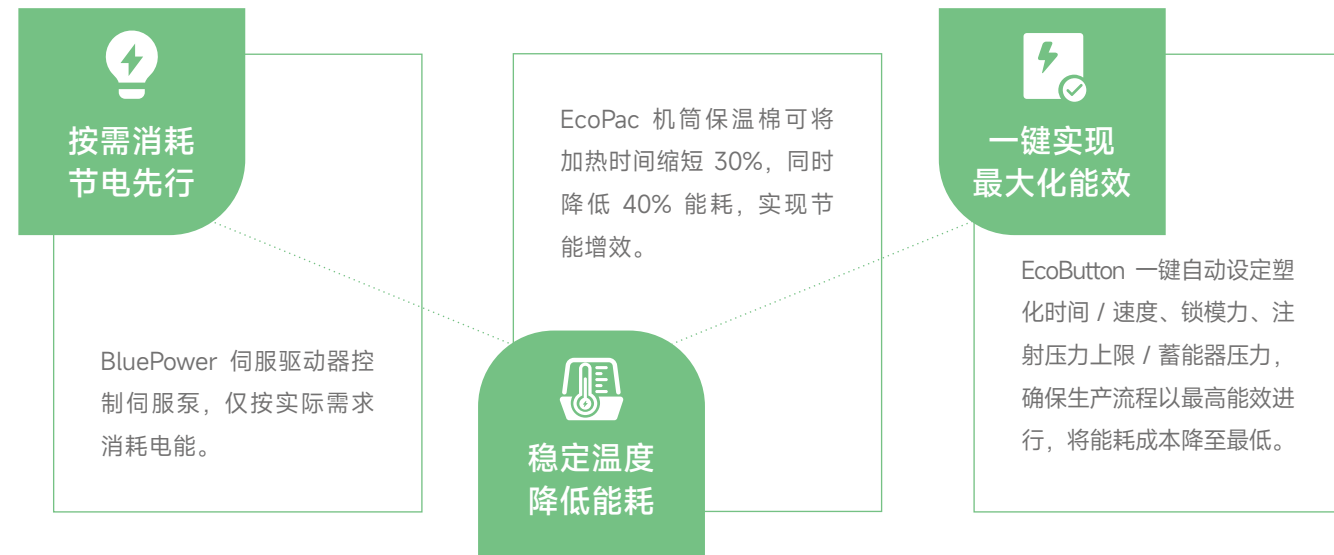 按需消耗
节电先行
BluePower 伺服驱动器控
制伺服泵，仅按实际需求
消耗电能。
EcoPac 机筒保温棉可将
加热时间缩短 30%，同时
降低 40% 能耗，实现节
能增效。
稳定温度
降低能耗
一键实现
最大化能效
EcoButton 一键自动设定塑
化时间 / 速度、锁模力、注
射压力上限 / 蓄能器压力，
确保生产流程以最高能效进
行，将能耗成本降至最低。